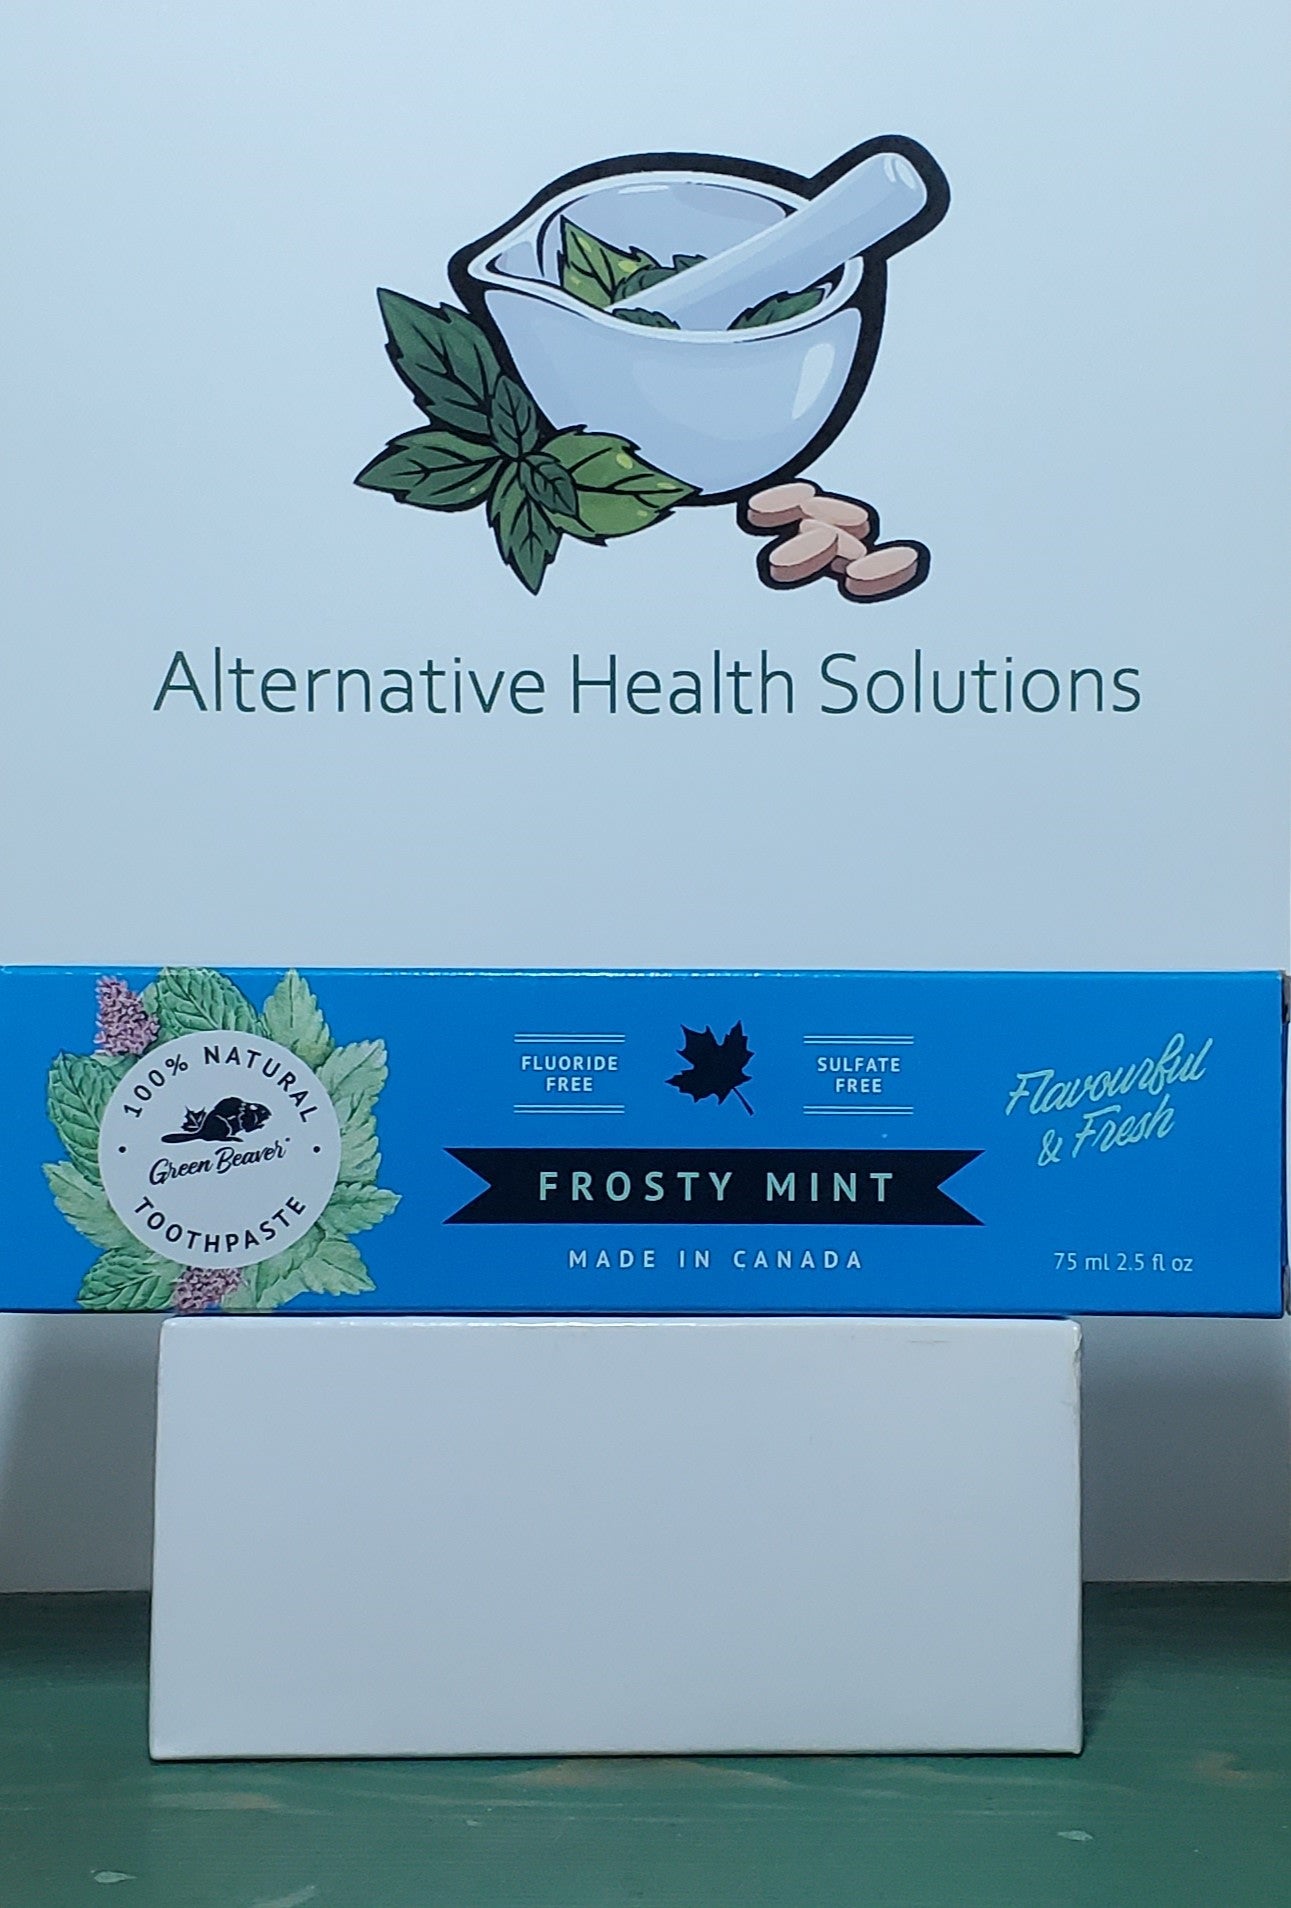 Alternative Health Solutions
100% NATURAL
Green Beaver
TOOTHPASTE
FLUORIDE
FREE
SULFATE
FREE
FROSTY MINT
MADE IN CANADA
Flavourful
& Fresh
75 ml 2.5 fl oz